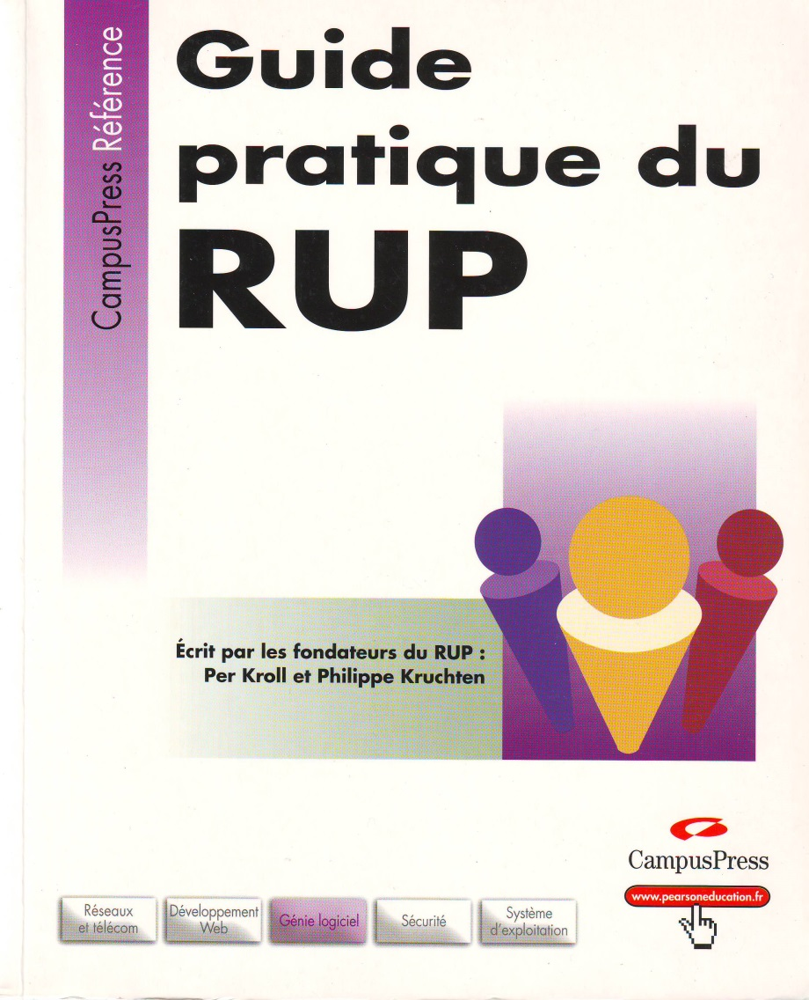 CampusPress Référence
Guide
pratique du
RUP
Écrit par les fondateurs du RUP :
Per Kroll et Philippe Kruchten
CampusPress
www.pearsoneducation.fr
Réseaux
et télécom
Développement
Web
Génie logiciel
Sécurité
Système
d'exploitation